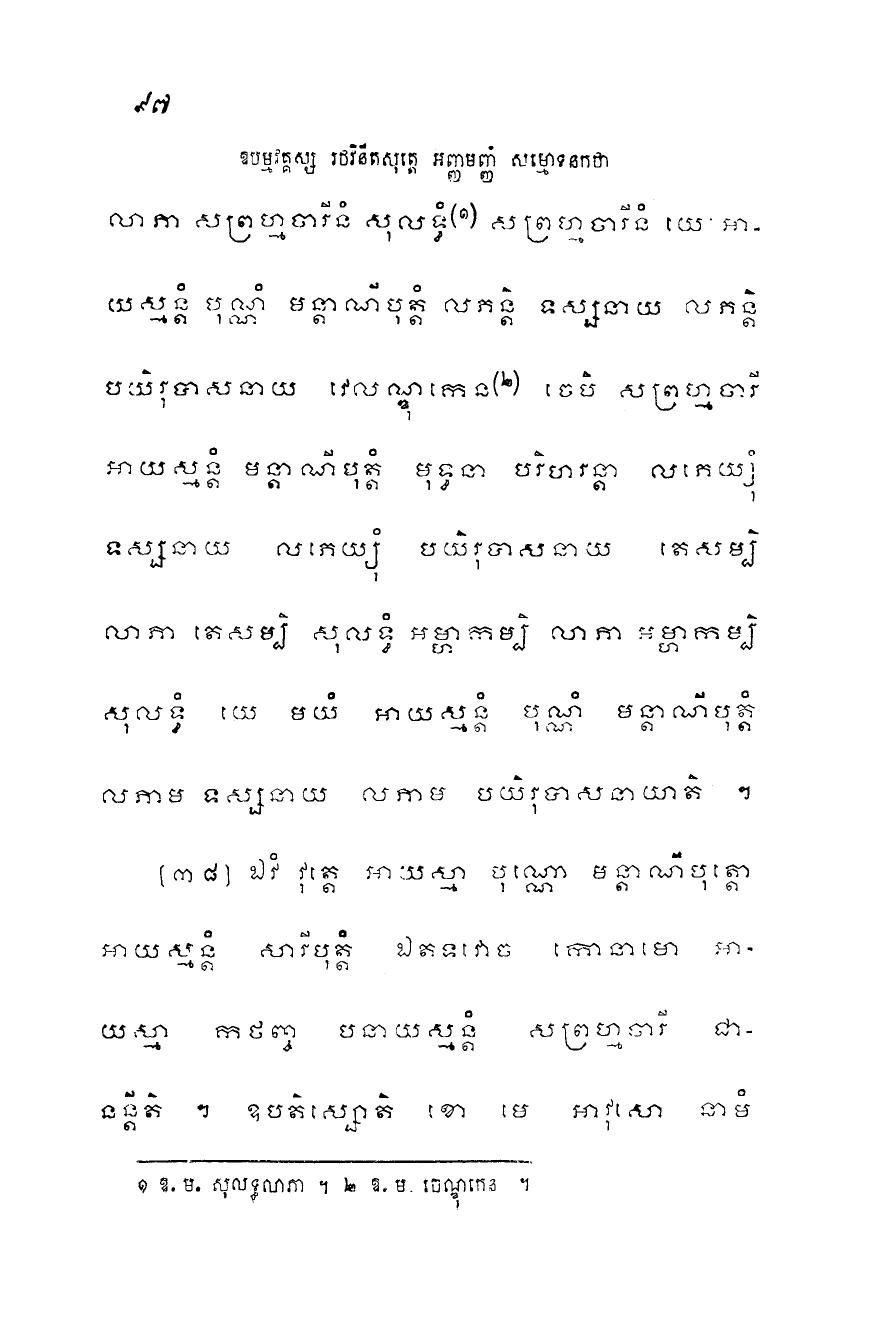 ៩៧
ឱបម្មវគ្គស្ស រថវិនីតសុត្តេ អញ្ញាមញ្ញំ សម្មោទនកថា
លាភា សព្រហ្មចារីនំ សុលទ្ធំ(១) សព្រហ្មចារីនំ យេ អា-
យស្មន្តំ បុណ្ណំ មន្តាណីបុត្តំ លភន្តិ ទស្សនាយ លភន្តិ
បយិរុបាសនាយ វេលណ្ឌុកេន(២) ចេបិ សព្រហ្មចារី
អាយស្មន្តំ មន្តាណីបុត្តំ មុទ្ធនា បរិហរន្តា លភេយ្យុំ
ទស្សនាយ លភេយ្យុំ បយិរុបាសនាយ តេសម្បិ
លាភា តេសម្បិ សុលទ្ធំ អម្ហាកម្បិ លាភា អម្ហាកម្បិ
សុលទ្ធំ យេ មយំ អាយស្មន្តំ បុណ្ណំ មន្តាណីបុត្តំ
លភាម ទស្សនាយ លភាម បយិរុបាសនាយាតិ ។
(៣៨) ឯវំ វុត្តេ អាយស្មា បុណ្ណោ មន្តាណីបុត្តោ
អាយស្មន្តំ សារីបុត្តំ ឯតទវោច កោនាមោ អា-
យស្មា កថញ្ច បនាយស្មន្តំ សព្រហ្មចារី ជា-
នន្តីតិ ។ ឧបតិស្សោតិ ខោ មេ អាវុសោ នាមំ
១ ឱ. ម. សុលទ្ធលាភា ។ ២ ឱ. ម. ចេណ្ឌុកេន ។